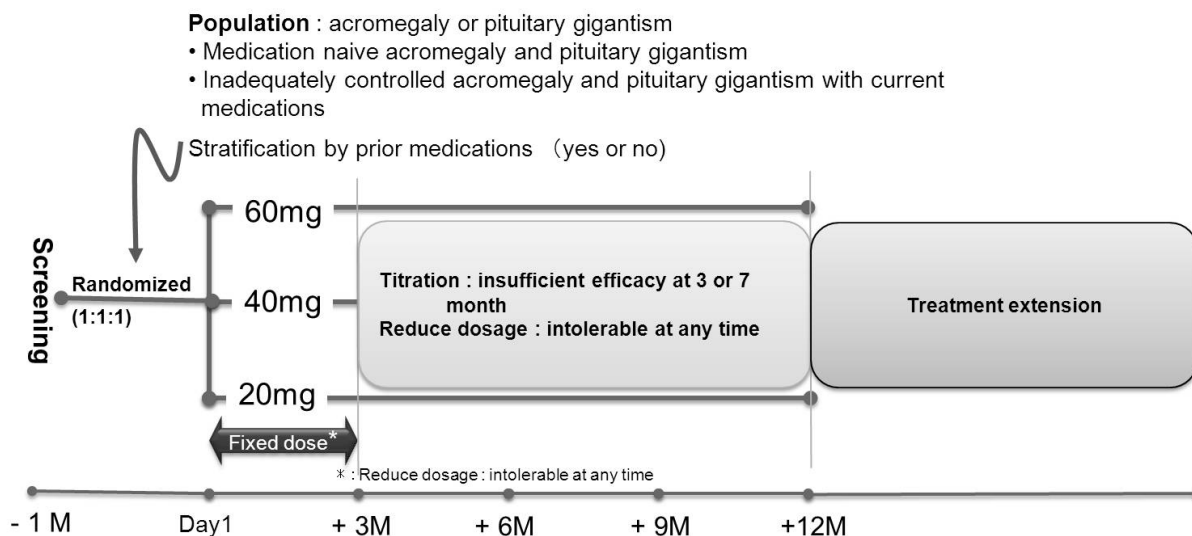 Population : acromegaly or pituitary gigantism
• Medication naive acromegaly and pituitary gigantism
• Inadequately controlled acromegaly and pituitary gigantism with current
medications
Stratification by prior medications （yes or no)
Screening
Randomized
(1:1:1)
60mg
40mg
20mg
Titration : insufficient efficacy at 3 or 7
month
Reduce dosage : intolerable at any time
Treatment extension
Fixed dose*
* : Reduce dosage : intolerable at any time
- 1 M
Day1
+ 3M
+ 6M
+ 9M
+12M